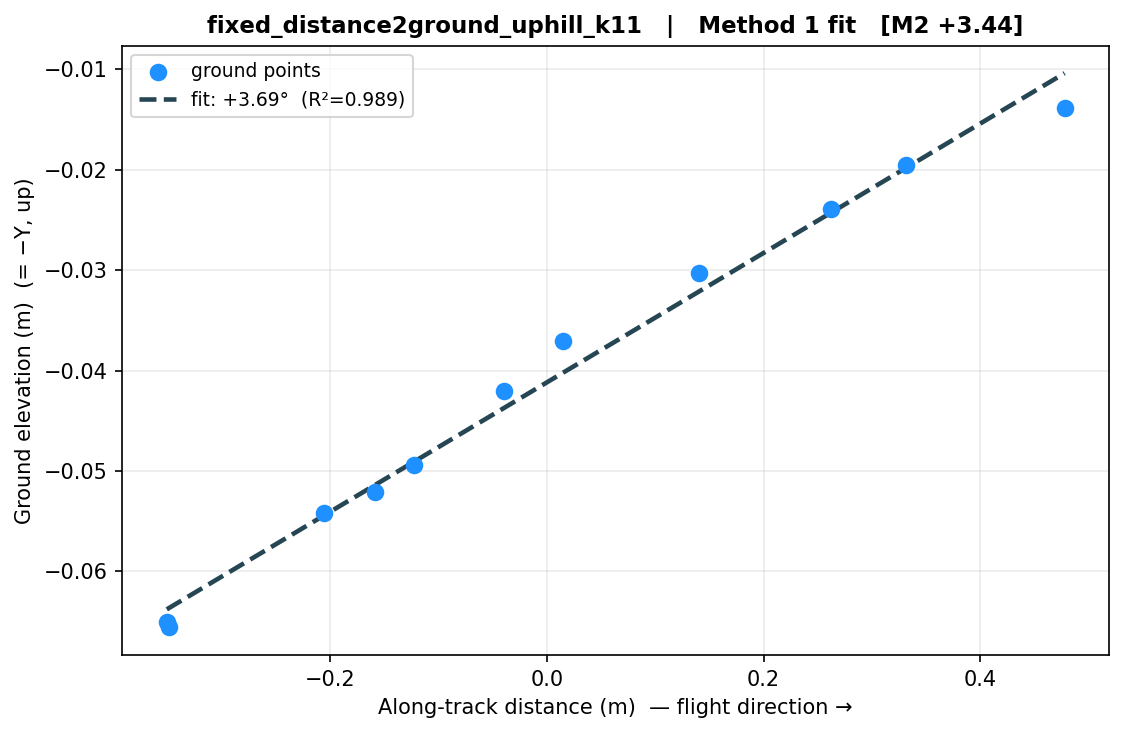 fixed_distance2ground_uphill_k11   |   Method 1 fit   [M2 +3.44]
ground points
fit: +3.69°  (R²=0.989)
−0.01
−0.02
−0.03
−0.04
−0.05
−0.06
Ground elevation (m)  (= −Y, up)
−0.2
0.0
0.2
0.4
Along-track distance (m)  — flight direction →